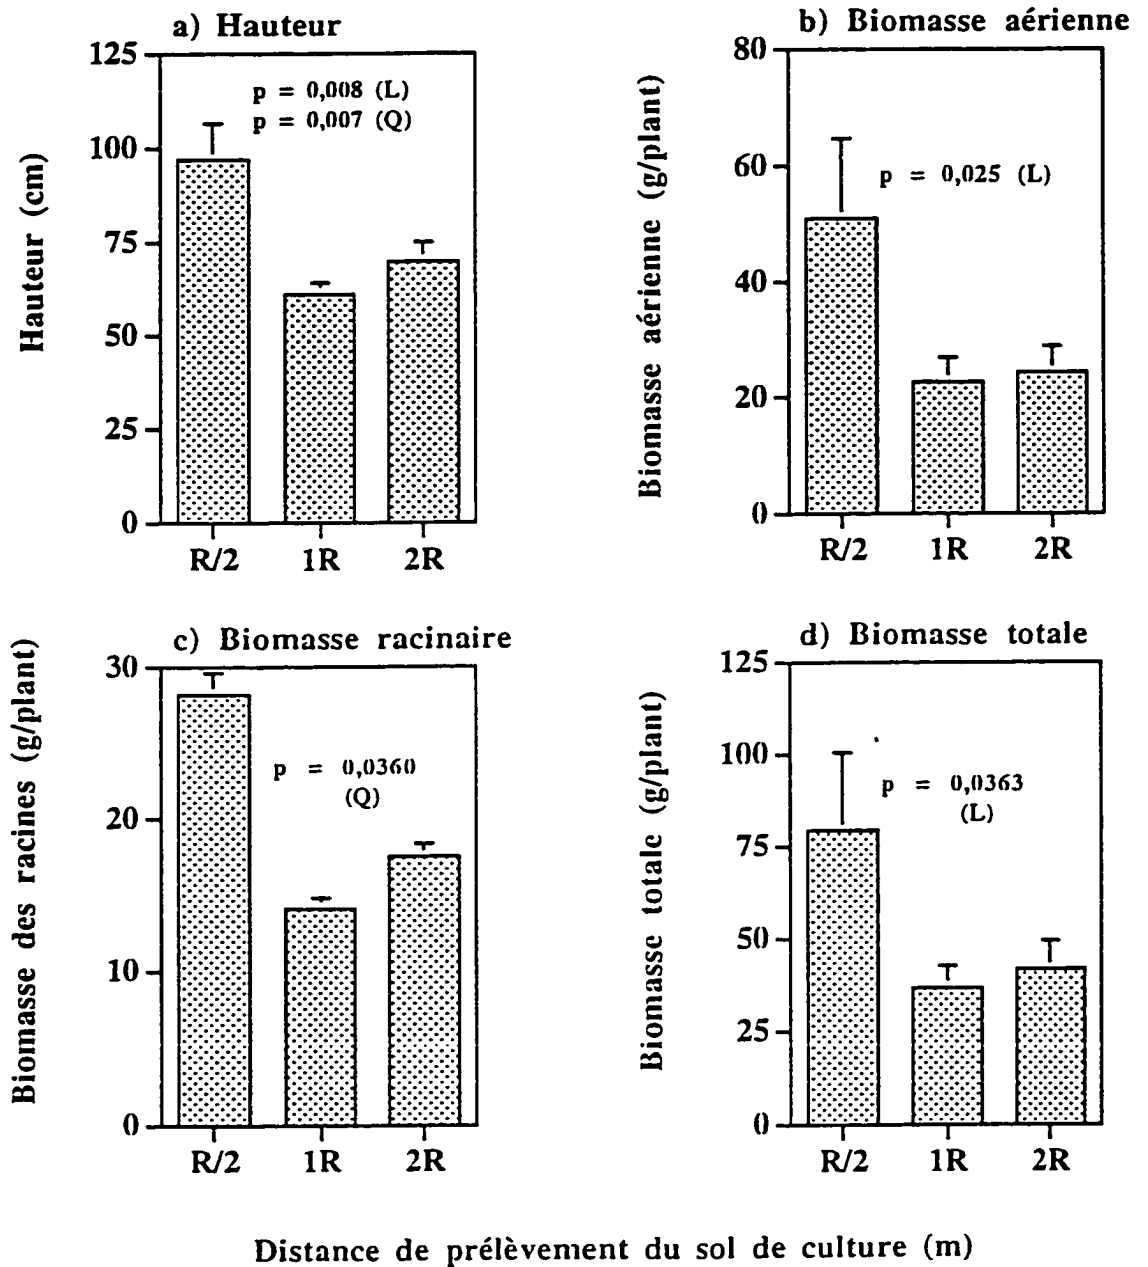 a) Hauteur
Hauteur (cm)
125
100
75
50
25
0
p = 0,008 (L)
p = 0,007 (Q)
R/2 1R 2R
b) Biomasse aérienne
Biomasse aérienne (g/plant)
80
60
40
20
0
p = 0,025 (L)
R/2 1R 2R
c) Biomasse racinaire
Biomasse des racines (g/plant)
30
20
10
0
p = 0,0360
(Q)
R/2 1R 2R
d) Biomasse totale
Biomasse totale (g/plant)
125
100
75
50
25
0
p = 0,0363
(L)
R/2 1R 2R
Distance de prélèvement du sol de culture (m)